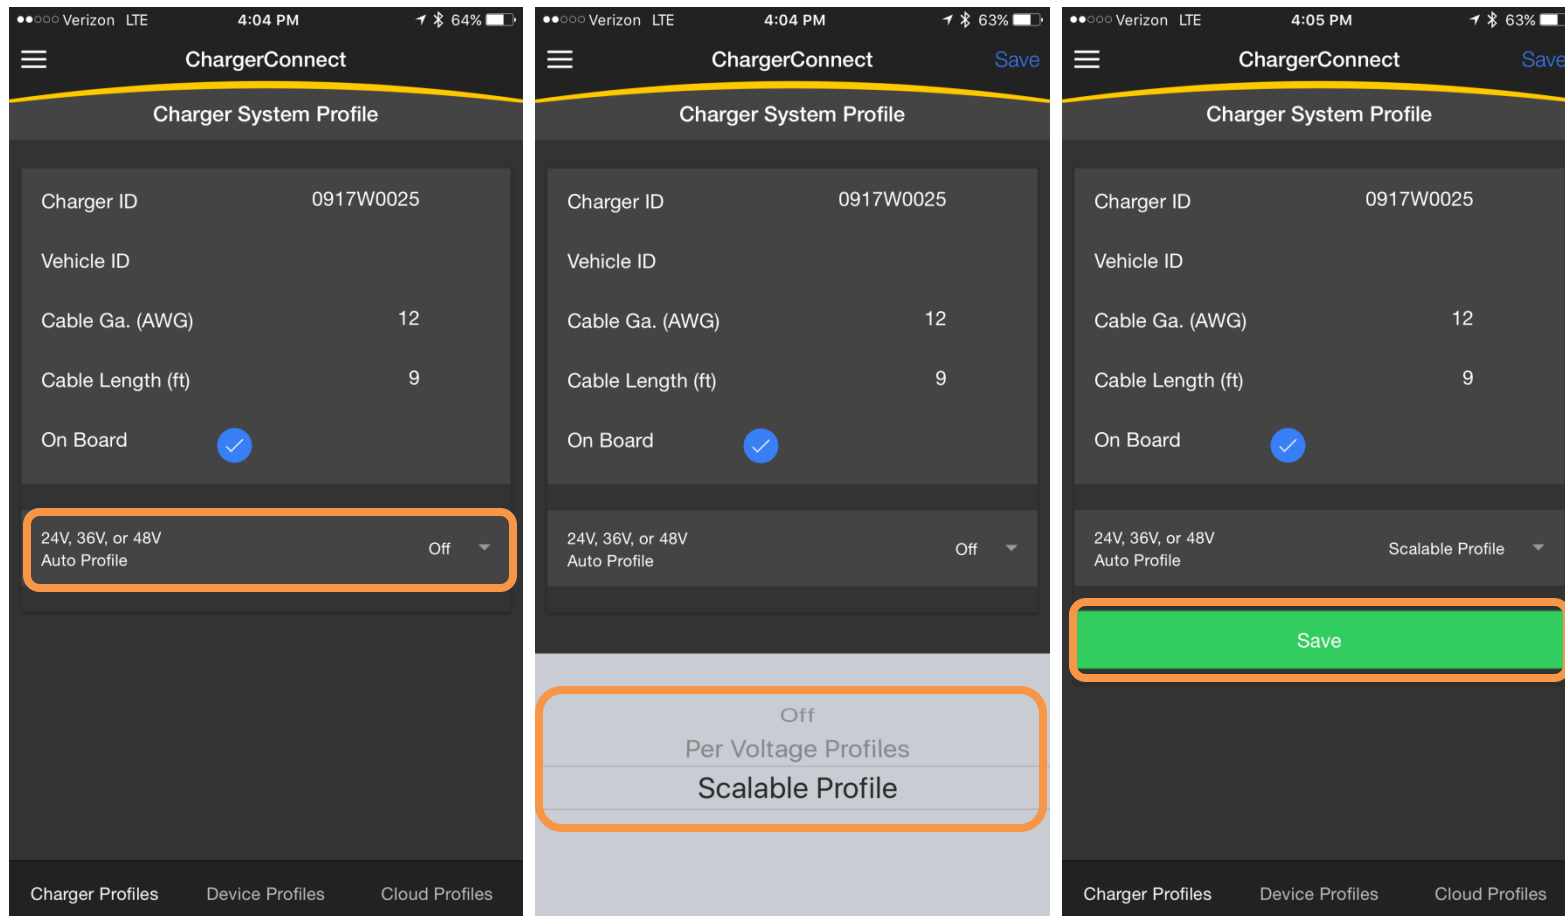 Verizon LTE 4:04 PM 64%
ChargerConnect
Charger System Profile
Charger ID 0917W0025
Vehicle ID
Cable Ga. (AWG) 12
Cable Length (ft) 9
On Board
24V, 36V, or 48V
Auto Profile
Off
Charger Profiles Device Profiles Cloud Profiles
Verizon LTE 4:04 PM 63%
ChargerConnect Save
Charger System Profile
Charger ID 0917W0025
Vehicle ID
Cable Ga. (AWG) 12
Cable Length (ft) 9
On Board
24V, 36V, or 48V
Auto Profile
Off
Off
Per Voltage Profiles
Scalable Profile
Verizon LTE 4:05 PM 63%
ChargerConnect Save
Charger System Profile
Charger ID 0917W0025
Vehicle ID
Cable Ga. (AWG) 12
Cable Length (ft) 9
On Board
24V, 36V, or 48V
Auto Profile
Scalable Profile
Save
Charger Profiles Device Profiles Cloud Profiles